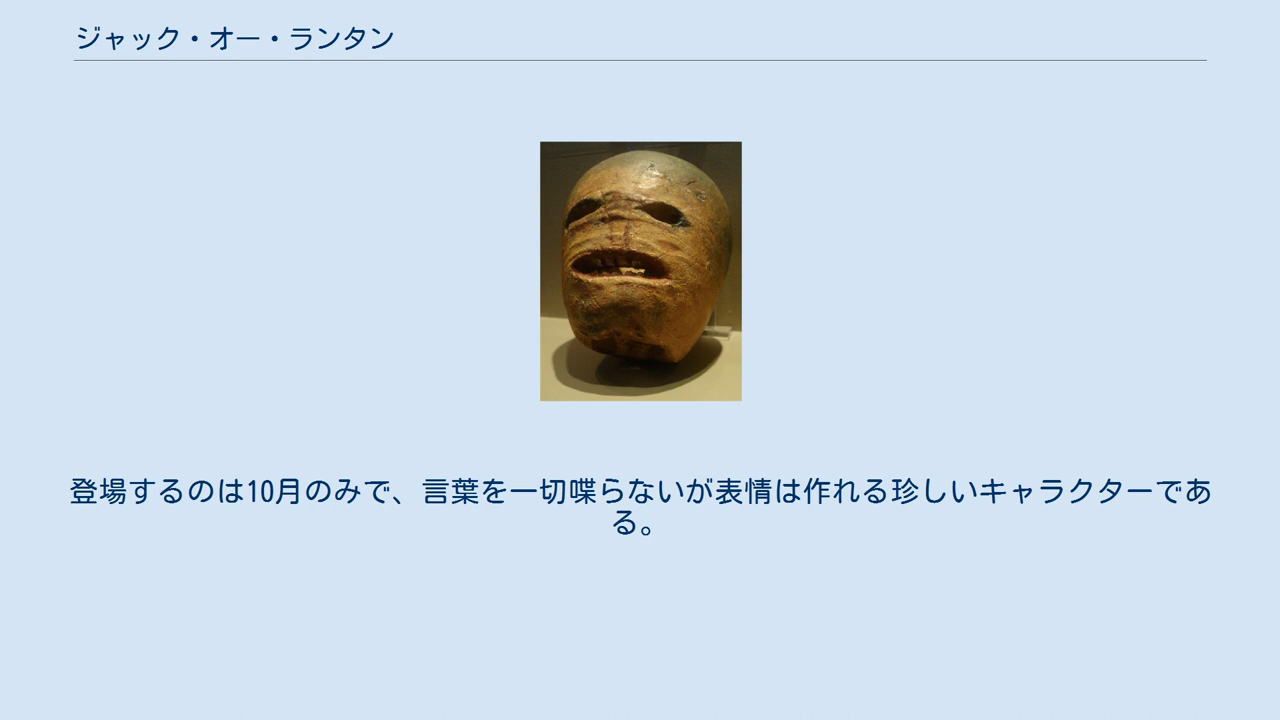 ジャック・オー・ランタン
登場するのは10月のみで、言葉を一切喋らないが表情は作れる珍しいキャラクターであ
る。